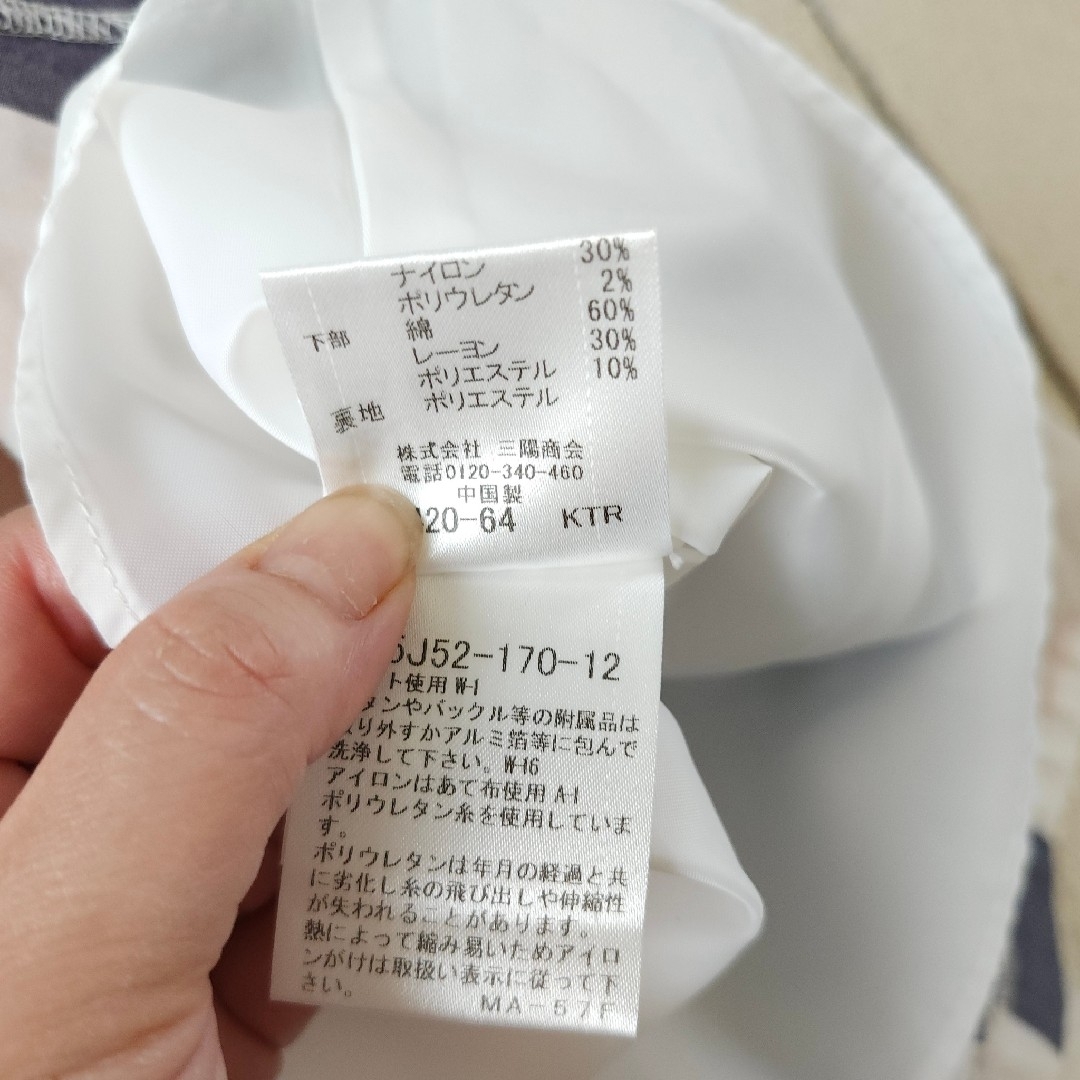 ナイロン 30%
ポリウレタン 2%
下部 綿 60%
レーヨン 30%
ポリエステル 10%
裏地 ポリエステル
株式会社 三陽商会
電話0120-340-460
中国製
20-64 KTR
5J52-170-12
ト使用 W-1
タンやバックル等の附属品は
り外すかアルミ箔等に包んで
洗浄して下さい。W-16
アイロンはあて布使用 A-1
ポリウレタン糸を使用していま
す。
ポリウレタンは年月の経過と共
に劣化し糸の飛び出しや伸縮性
が失われることがあります。
熱によって縮み易いためアイロ
ンがけは取扱い表示に従って下
さい。
MA-57F